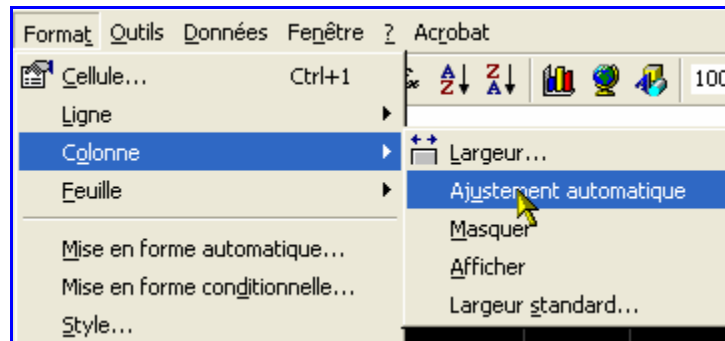 Format Outils Données Fenêtre ? Acrobat
Cellule... Ctrl+1
100
Ligne
Colonne
Feuille
Mise en forme automatique...
Mise en forme conditionnelle...
Style...
Largeur...
Ajustement automatique
Masquer
Afficher
Largeur standard...